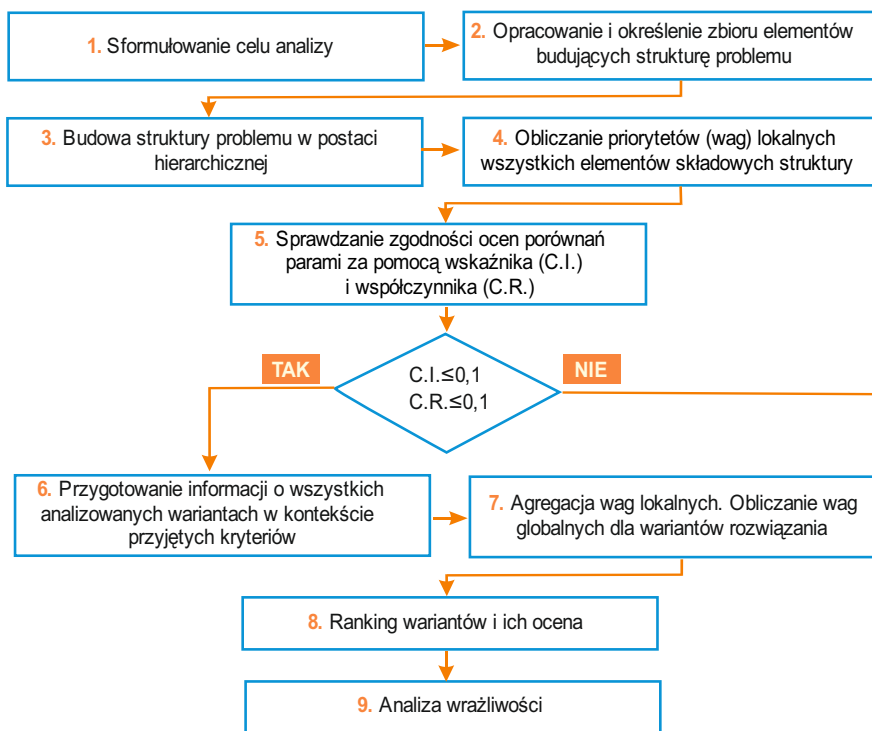 1. Sformułowanie celu analizy
2. Opracowanie i określenie zbioru elementów
budujących strukturę problemu
3. Budowa struktury problemu w postaci
hierarchicznej
4. Obliczanie priorytetów (wag) lokalnych
wszystkich elementów składowych struktury
5. Sprawdzanie zgodności ocen porównań
parami za pomocą wskaźnika (C.I.)
i współczynnika (C.R.)
TAK
C.I.≤0,1
C.R.≤0,1
NIE
6. Przygotowanie informacji o wszystkich
analizowanych wariantach w kontekście
przyjętych kryteriów
7. Agregacja wag lokalnych. Obliczanie wag
globalnych dla wariantów rozwiązania
8. Ranking wariantów i ich ocena
9. Analiza wrażliwości